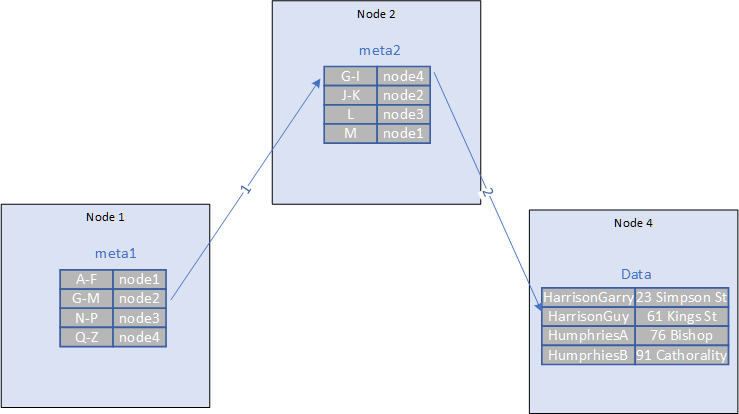 Node 2
meta2
G-I node4
J-K node2
L node3
M node1
1
2
Node 1
meta1
A-F node1
G-M node2
N-P node3
Q-Z node4
Node 4
Data
HarrisonGarry 23 Simpson St
HarrisonGuy 61 Kings St
HumphriesA 76 Bishop
HumprhiesB 91 Cathorality